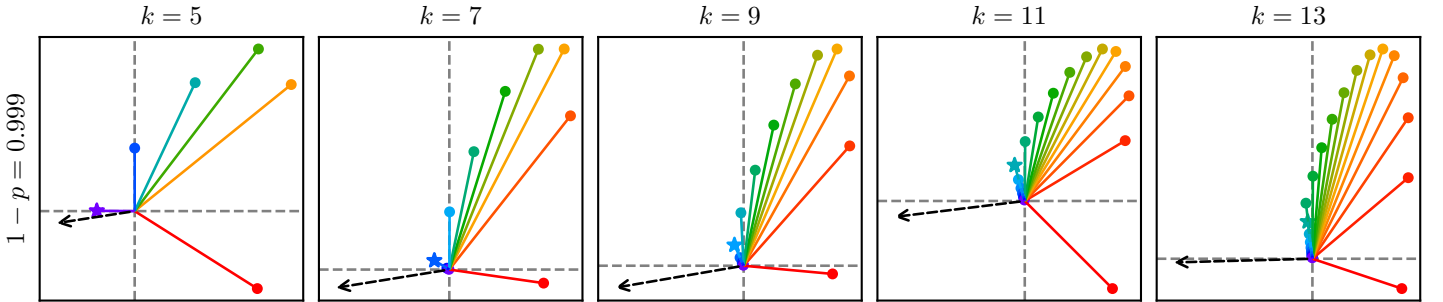 k = 5
k = 7
k = 9
k = 11
k = 13
1 − p = 0.999